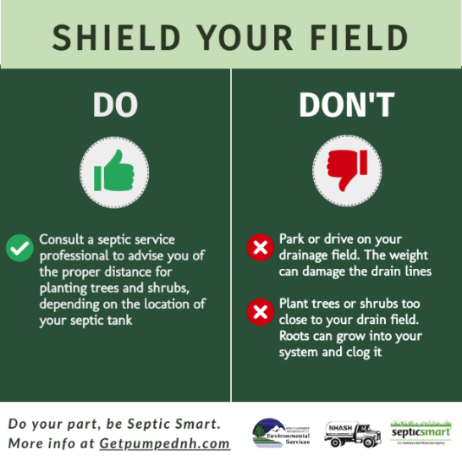 SHIELD YOUR FIELD
DO
Consult a septic service
professional to advise you of
the proper distance for
planting trees and shrubs,
depending on the location of
your septic tank
DON'T
Park or drive on your
drainage field. The weight
can damage the drain lines
Plant trees or shrubs too
close to your drain field.
Roots can grow into your
system and clog it
Do your part, be Septic Smart.
More info at Getpumpednh.com
Environmental
Services
NHASH
septicsmart